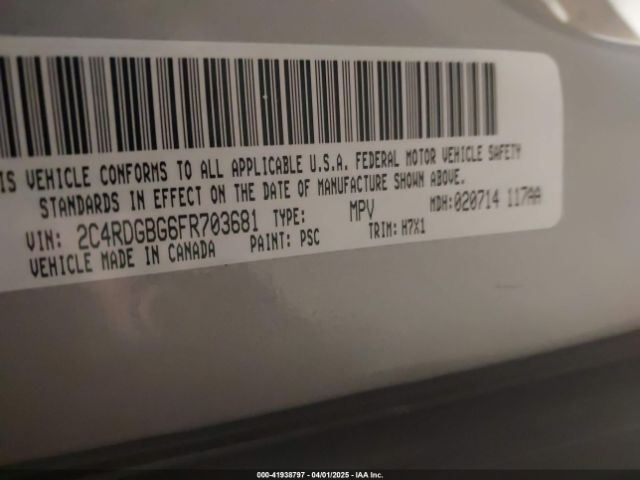 IS VEHICLE CONFORMS TO ALL APPLICABLE U.S.A. FEDERAL MOTOR VEHICLE SAFETY
STANDARDS IN EFFECT ON THE DATE OF MANUFACTURE SHOWN ABOVE.
VIN: 2C4RDGBG6FR703681 TYPE: MPV MDH:020714 117AA
VEHICLE MADE IN CANADA PAINT: PSC TRIM: H7X1
000-41938797 - 04/01/2025 - IAA Inc.